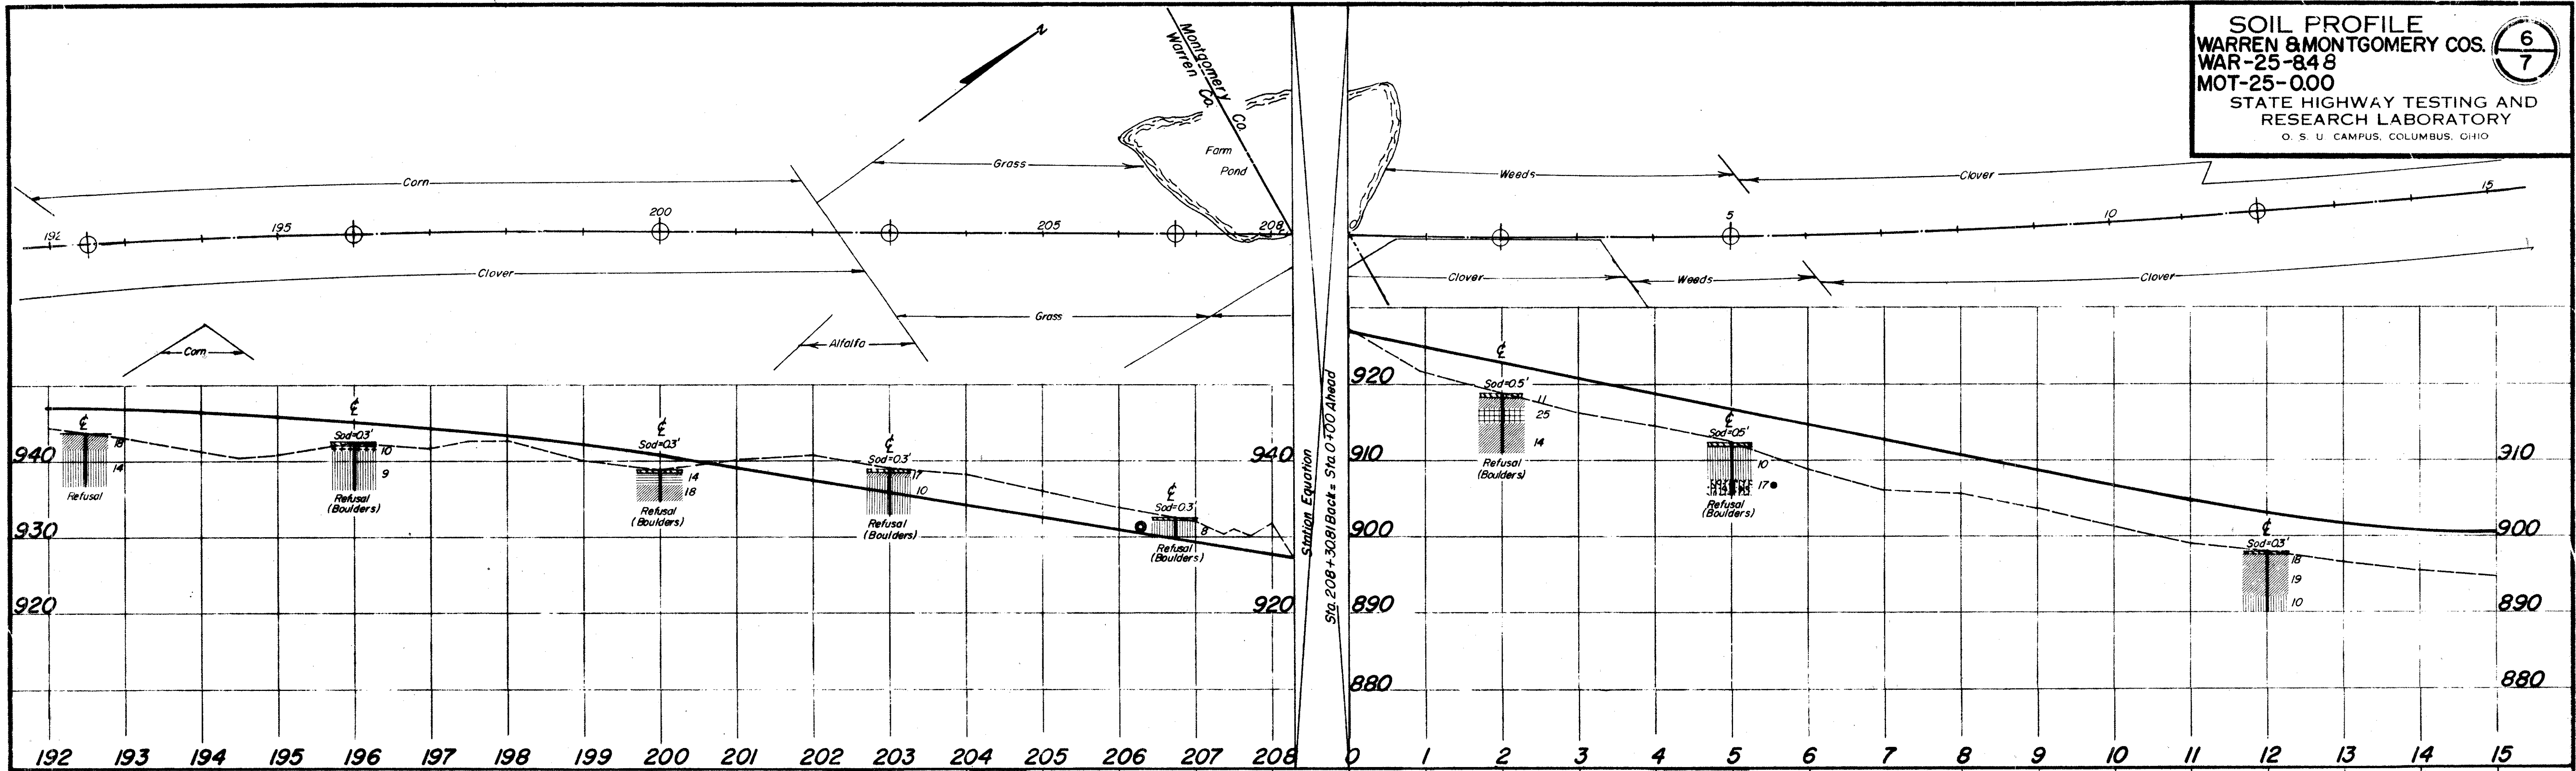 SOIL PROFILE
WARREN & MONTGOMERY COS.
WAR-25-8.48
MOT-25-0.00
STATE HIGHWAY TESTING AND
RESEARCH LABORATORY
O. S. U. CAMPUS, COLUMBUS, OHIO
6
7
N
Montgomery Co.
Warren Co.
Farm
Pond
Corn
Grass
Weeds
Clover
192
195
200
205
208
5
10
15
Clover
Clover
Weeds
Clover
Corn
Alfalfa
Grass
Station Equation
Sta. 208+30.81 Back = Sta. 0+00 Ahead
940
930
920
940
920
920
910
900
890
880
910
900
890
880
℄
18
14
Refusal
℄
Sod=0.3'
10
9
Refusal
(Boulders)
℄
Sod=0.3'
14
18
Refusal
(Boulders)
℄
Sod=0.3'
17
10
Refusal
(Boulders)
℄
Sod=0.3'
8
Refusal
(Boulders)
℄
Sod=0.5'
11
25
14
Refusal
(Boulders)
℄
Sod=0.5'
10
17
Refusal
(Boulders)
℄
Sod=0.3'
18
19
10
192 193 194 195 196 197 198 199 200 201 202 203 204 205 206 207 208 0 1 2 3 4 5 6 7 8 9 10 11 12 13 14 15